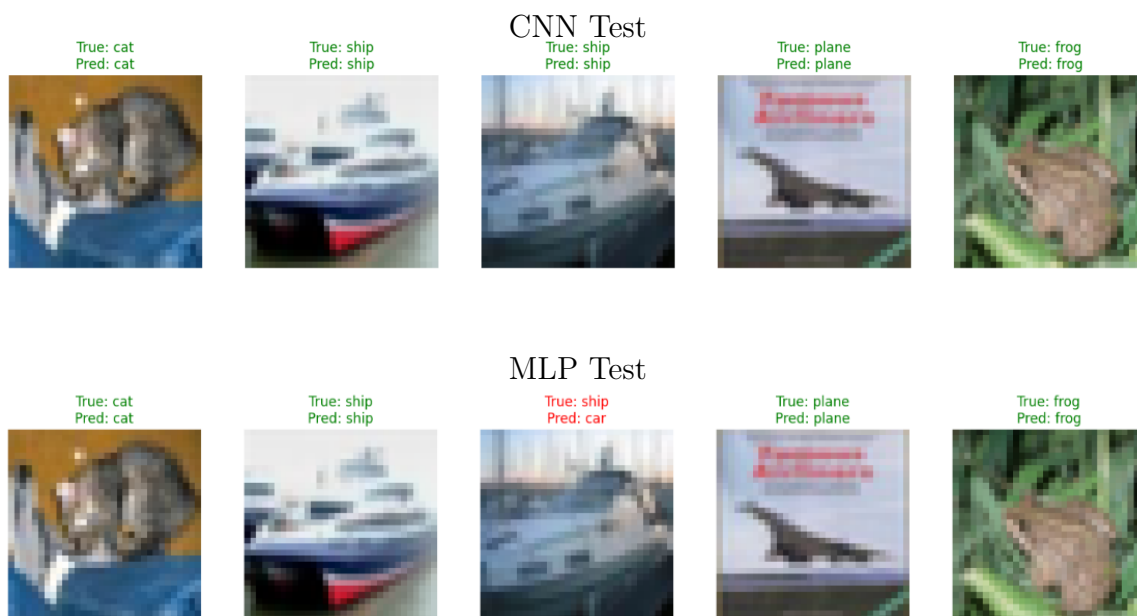 CNN Test
True: cat
Pred: cat
True: ship
Pred: ship
True: ship
Pred: ship
True: plane
Pred: plane
True: frog
Pred: frog
MLP Test
True: cat
Pred: cat
True: ship
Pred: ship
True: ship
Pred: car
True: plane
Pred: plane
True: frog
Pred: frog